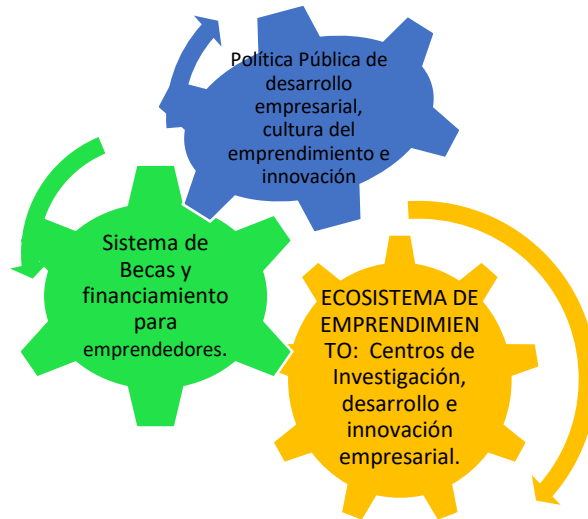 Política Pública de
desarrollo
empresarial,
cultura del
emprendimiento e
innovación
Sistema de
Becas y
financiamiento
para
emprendedores.
ECOSISTEMA DE
EMPRENDIMIEN
TO: Centros de
Investigación,
desarrollo e
innovación
empresarial.